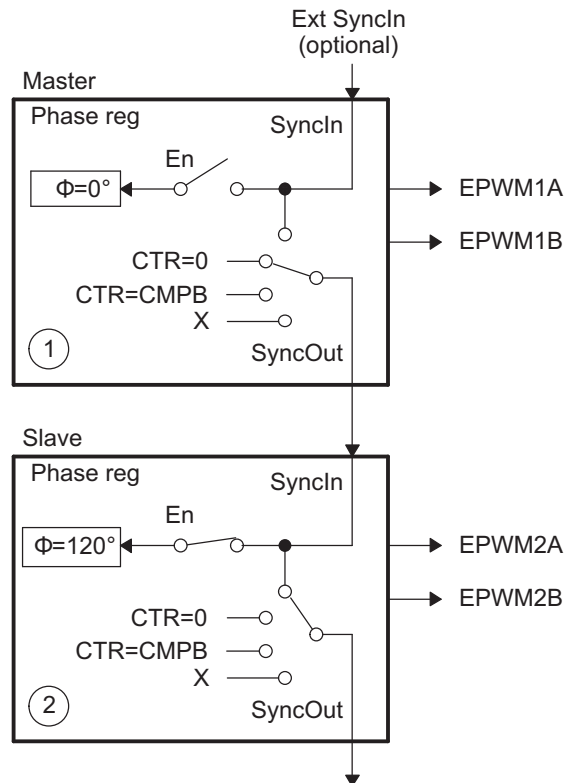 Ext SyncIn
(optional)
Master
Phase reg
SyncIn
En
Φ=0°
EPWM1A
EPWM1B
CTR=0
CTR=CMPB
X
1
SyncOut
Slave
Phase reg
SyncIn
En
Φ=120°
EPWM2A
EPWM2B
CTR=0
CTR=CMPB
X
2
SyncOut